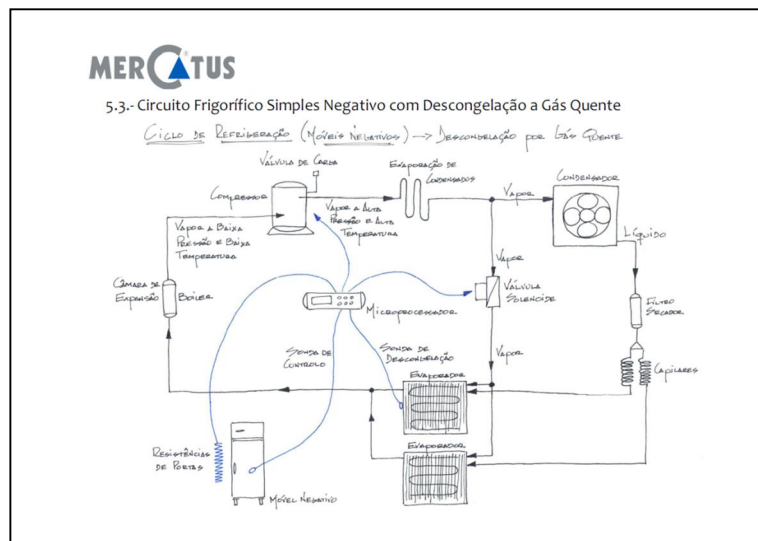 MERCATUS
5.3.- Circuito Frigorífico Simples Negativo com Descongelação a Gás Quente
CICLO DE REFRIGERAÇÃO (MÓVEIS NEGATIVOS) → DESCONGELAÇÃO POR GÁS QUENTE
VÁLVULA DE CARGA
COMPRESSOR
VAPOR A ALTA
PRESSÃO E ALTA
TEMPERATURA
EVAPORAÇÃO DE
CONDENSADOS
VAPOR
CONDENSADOR
VAPOR A BAIXA
PRESSÃO E BAIXA
TEMPERATURA
LÍQUIDO
CÂMARA DE
EXPANSÃO
BOILER
VAPOR
VÁLVULA
SOLENOIDE
MICROPROCESSADOR
FILTRO
SECADOR
SONDA DE
CONTROLO
SONDA DE
DESCONGELAÇÃO
VAPOR
EVAPORADOR
CAPILARES
EVAPORADOR
RESISTÊNCIAS
DE PORTAS
MÓVEL NEGATIVO